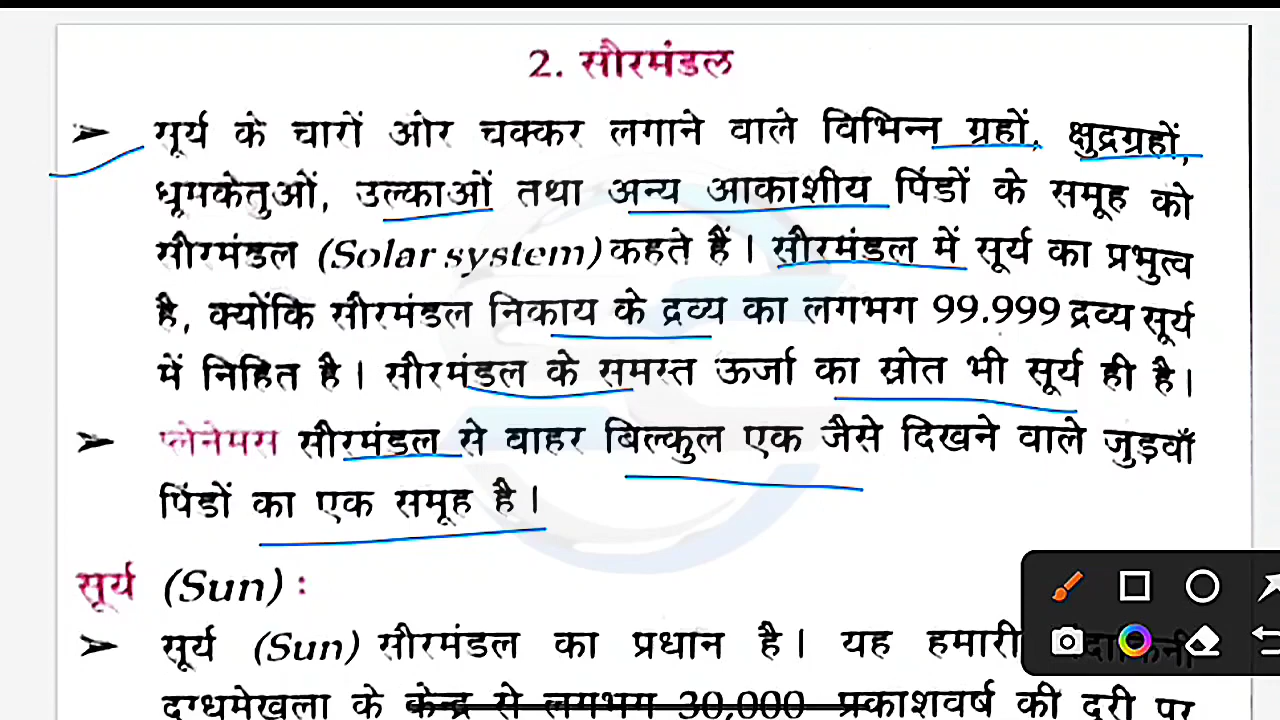 2. सौरमंडल
➢ सूर्य के चारों ओर चक्कर लगाने वाले विभिन्न ग्रहों, क्षुद्रग्रहों,
धूमकेतुओं, उल्काओं तथा अन्य आकाशीय पिंडों के समूह को
सौरमंडल (Solar system) कहते हैं। सौरमंडल में सूर्य का प्रभुत्व
है, क्योंकि सौरमंडल निकाय के द्रव्य का लगभग 99.999 द्रव्य सूर्य
में निहित है। सौरमंडल के समस्त ऊर्जा का स्रोत भी सूर्य ही है।
➢ प्लेनेमस सौरमंडल से बाहर बिल्कुल एक जैसे दिखने वाले जुड़वाँ
पिंडों का एक समूह है।
सूर्य (Sun) :
➢ सूर्य (Sun) सौरमंडल का प्रधान है। यह हमारी
दुग्धमेखला के केन्द्र से लगभग 30,000 प्रकाशवर्ष की दूरी पर